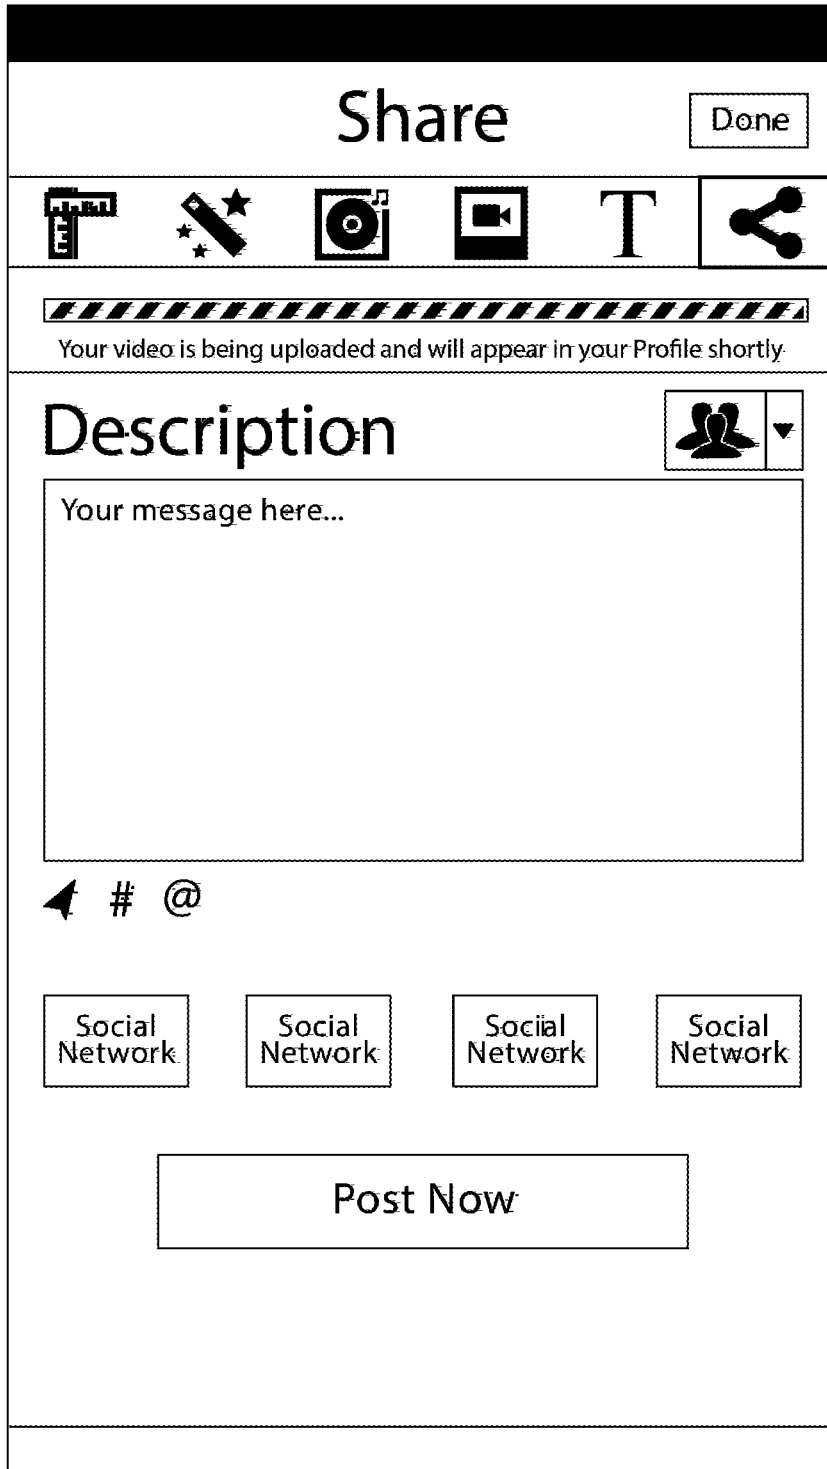 Share
Done
T
Your video is being uploaded and will appear in your Profile shortly
Description
Your message here...
# @
Social
Network
Social
Network
Social
Network
Social
Network
Post Now